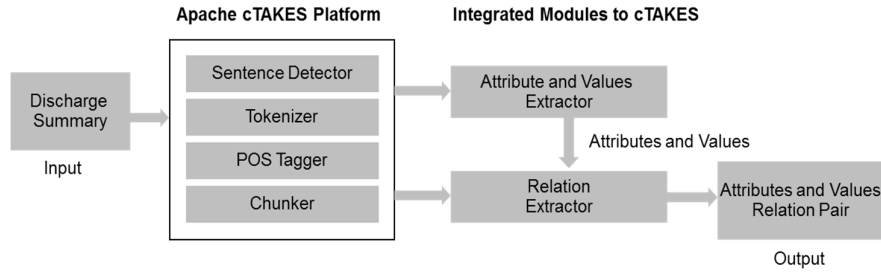 Apache cTAKES Platform
Integrated Modules to cTAKES
Discharge
Summary
Input
Sentence Detector
Tokenizer
POS Tagger
Chunker
Attribute and Values
Extractor
Attributes and Values
Relation
Extractor
Attributes and Values
Relation Pair
Output